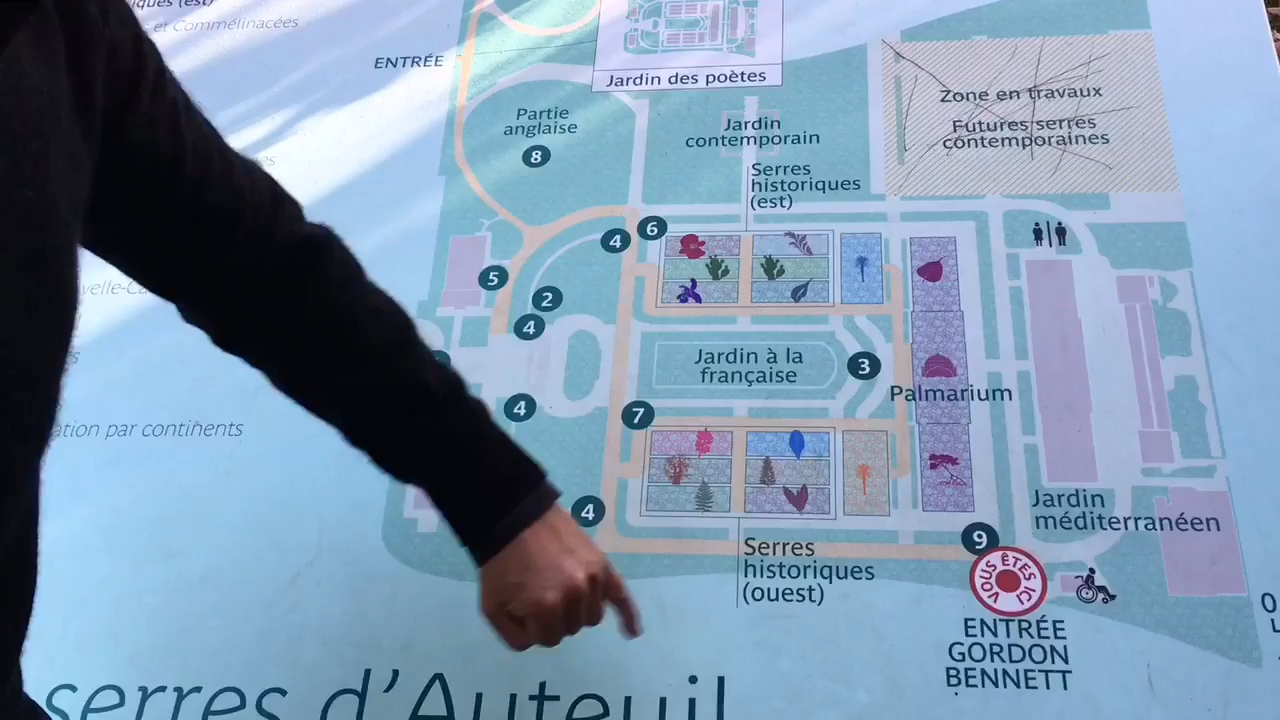 et Commélinacées
ENTRÉE
Jardin des poètes
Partie
anglaise
8
Jardin
contemporain
Zone en travaux
Futures serres
contemporaines
Serres
historiques
(est)
4
6
5
2
4
Jardin à la
française
3
Palmarium
4
7
ation par continents
4
Jardin
méditerranéen
9
Serres
historiques
(ouest)
VOUS ÊTES ICI
ENTRÉE
GORDON
BENNETT
serres d'Auteuil